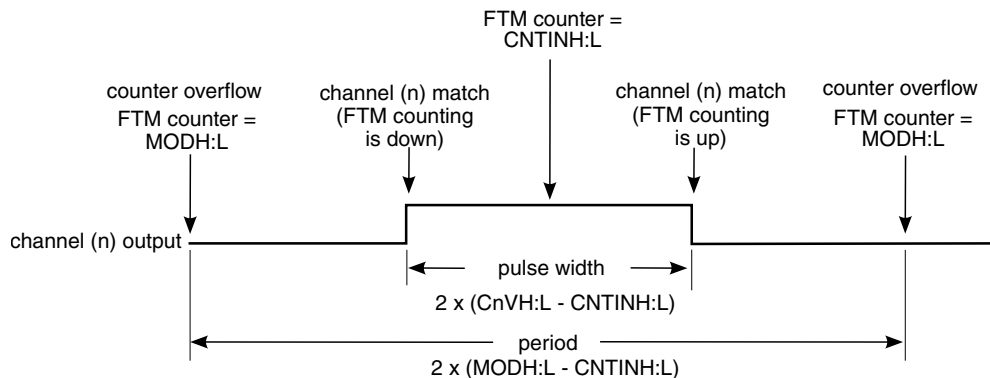 FTM counter =
CNTINH:L
counter overflow
FTM counter =
MODH:L
channel (n) match
(FTM counting
is down)
channel (n) match
(FTM counting
is up)
counter overflow
FTM counter =
MODH:L
channel (n) output
pulse width
2 x (CnVH:L - CNTINH:L)
period
2 x (MODH:L - CNTINH:L)